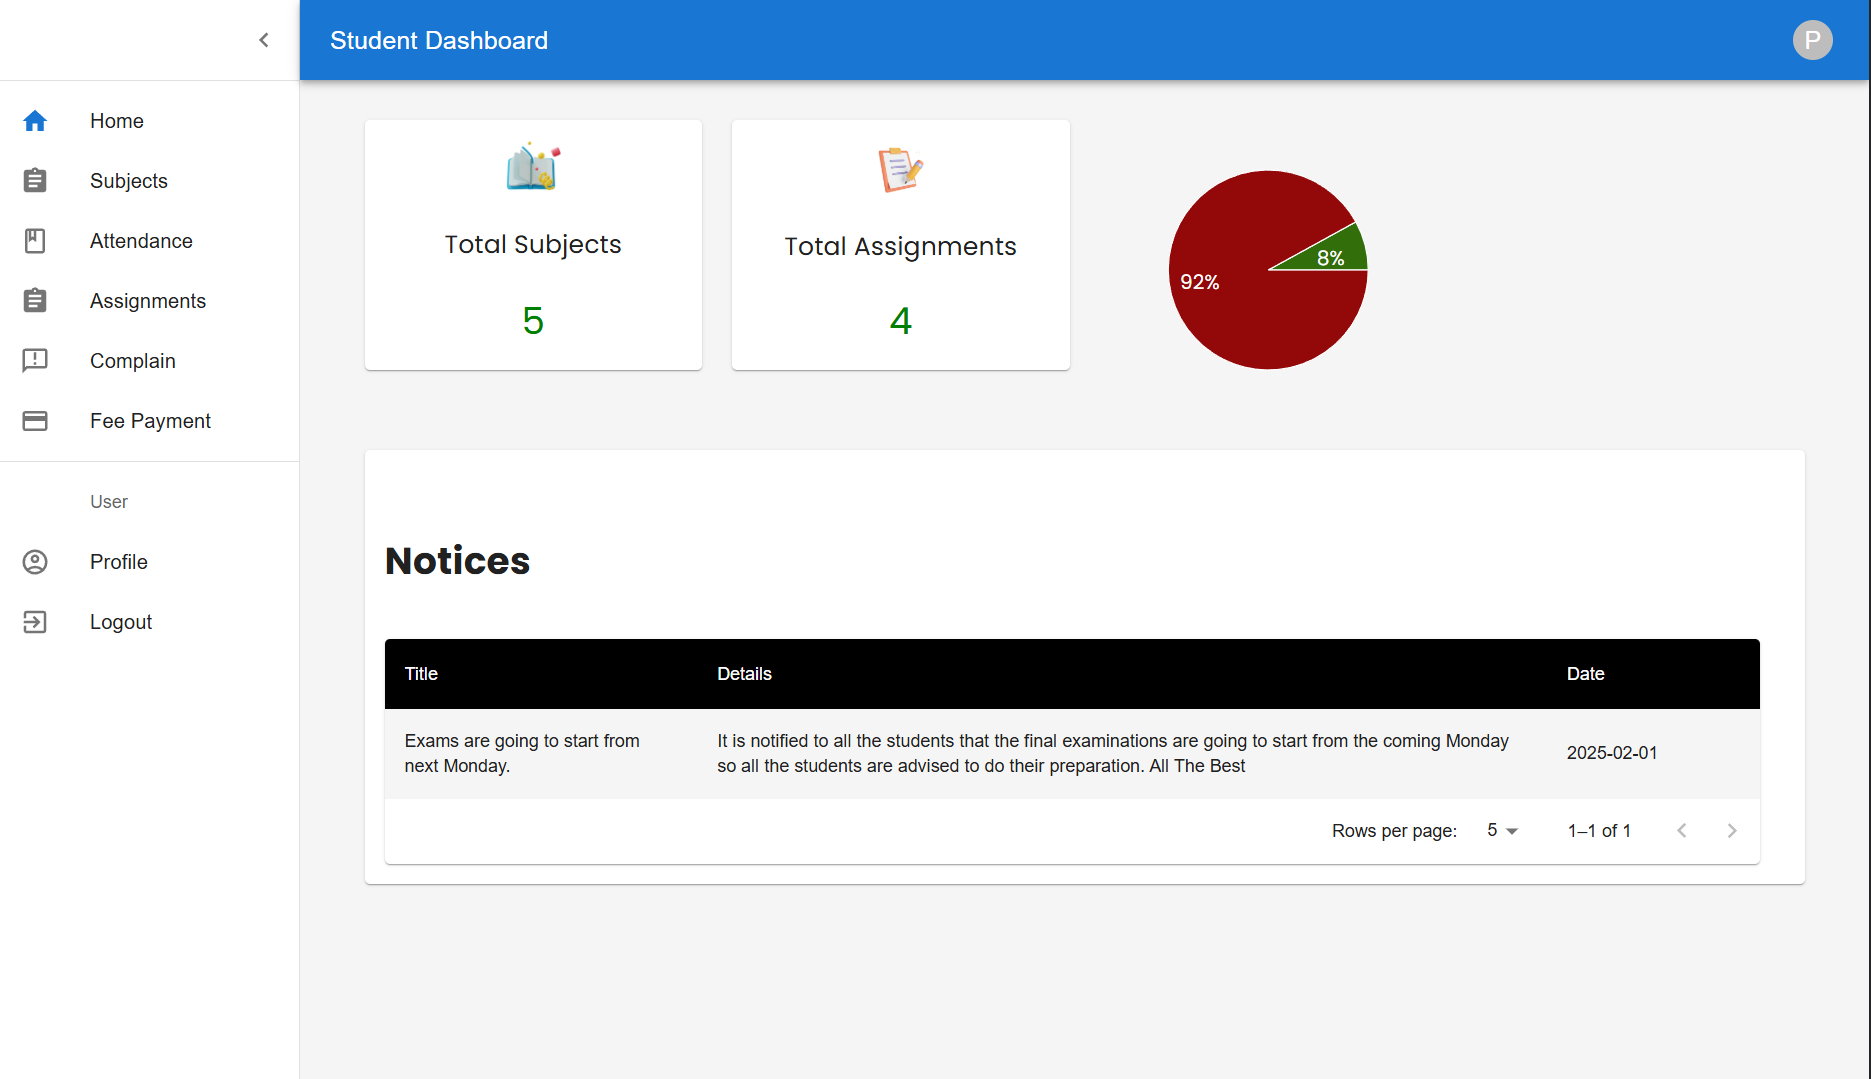 Student Dashboard
P
Home
Subjects
Attendance
Assignments
Complain
Fee Payment
User
Profile
Logout
Total Subjects
5
Total Assignments
4
92%
8%
Notices
Title Details Date
Exams are going to start from
next Monday.
It is notified to all the students that the final examinations are going to start from the coming Monday
so all the students are advised to do their preparation. All The Best
2025-02-01
Rows per page: 5 1–1 of 1